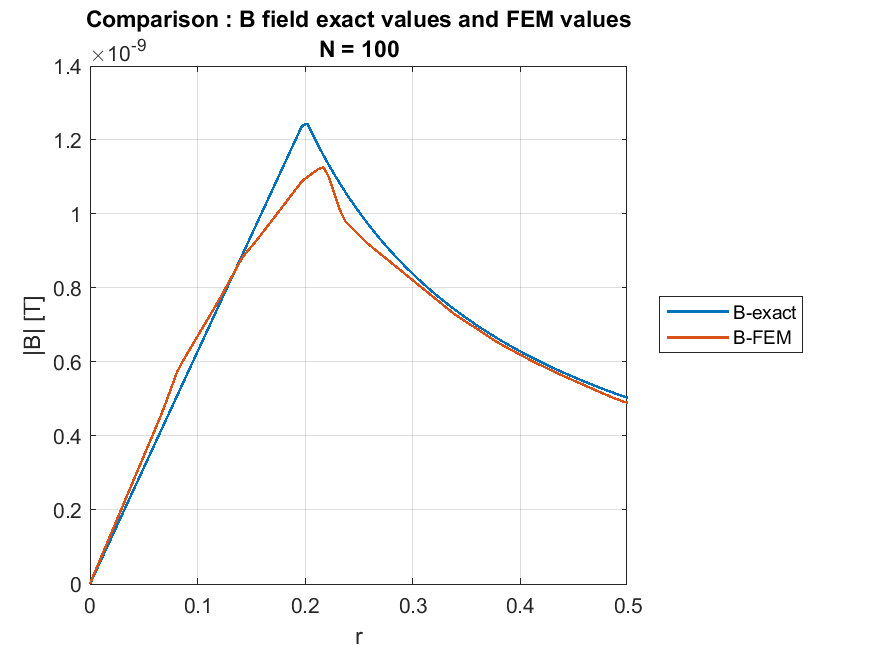 Comparison : B field exact values and FEM values
N = 100
×10-9
1.4
1.2
1
0.8
0.6
0.4
0.2
0
|B| [T]
0 0.1 0.2 0.3 0.4 0.5
r
B-exact
B-FEM